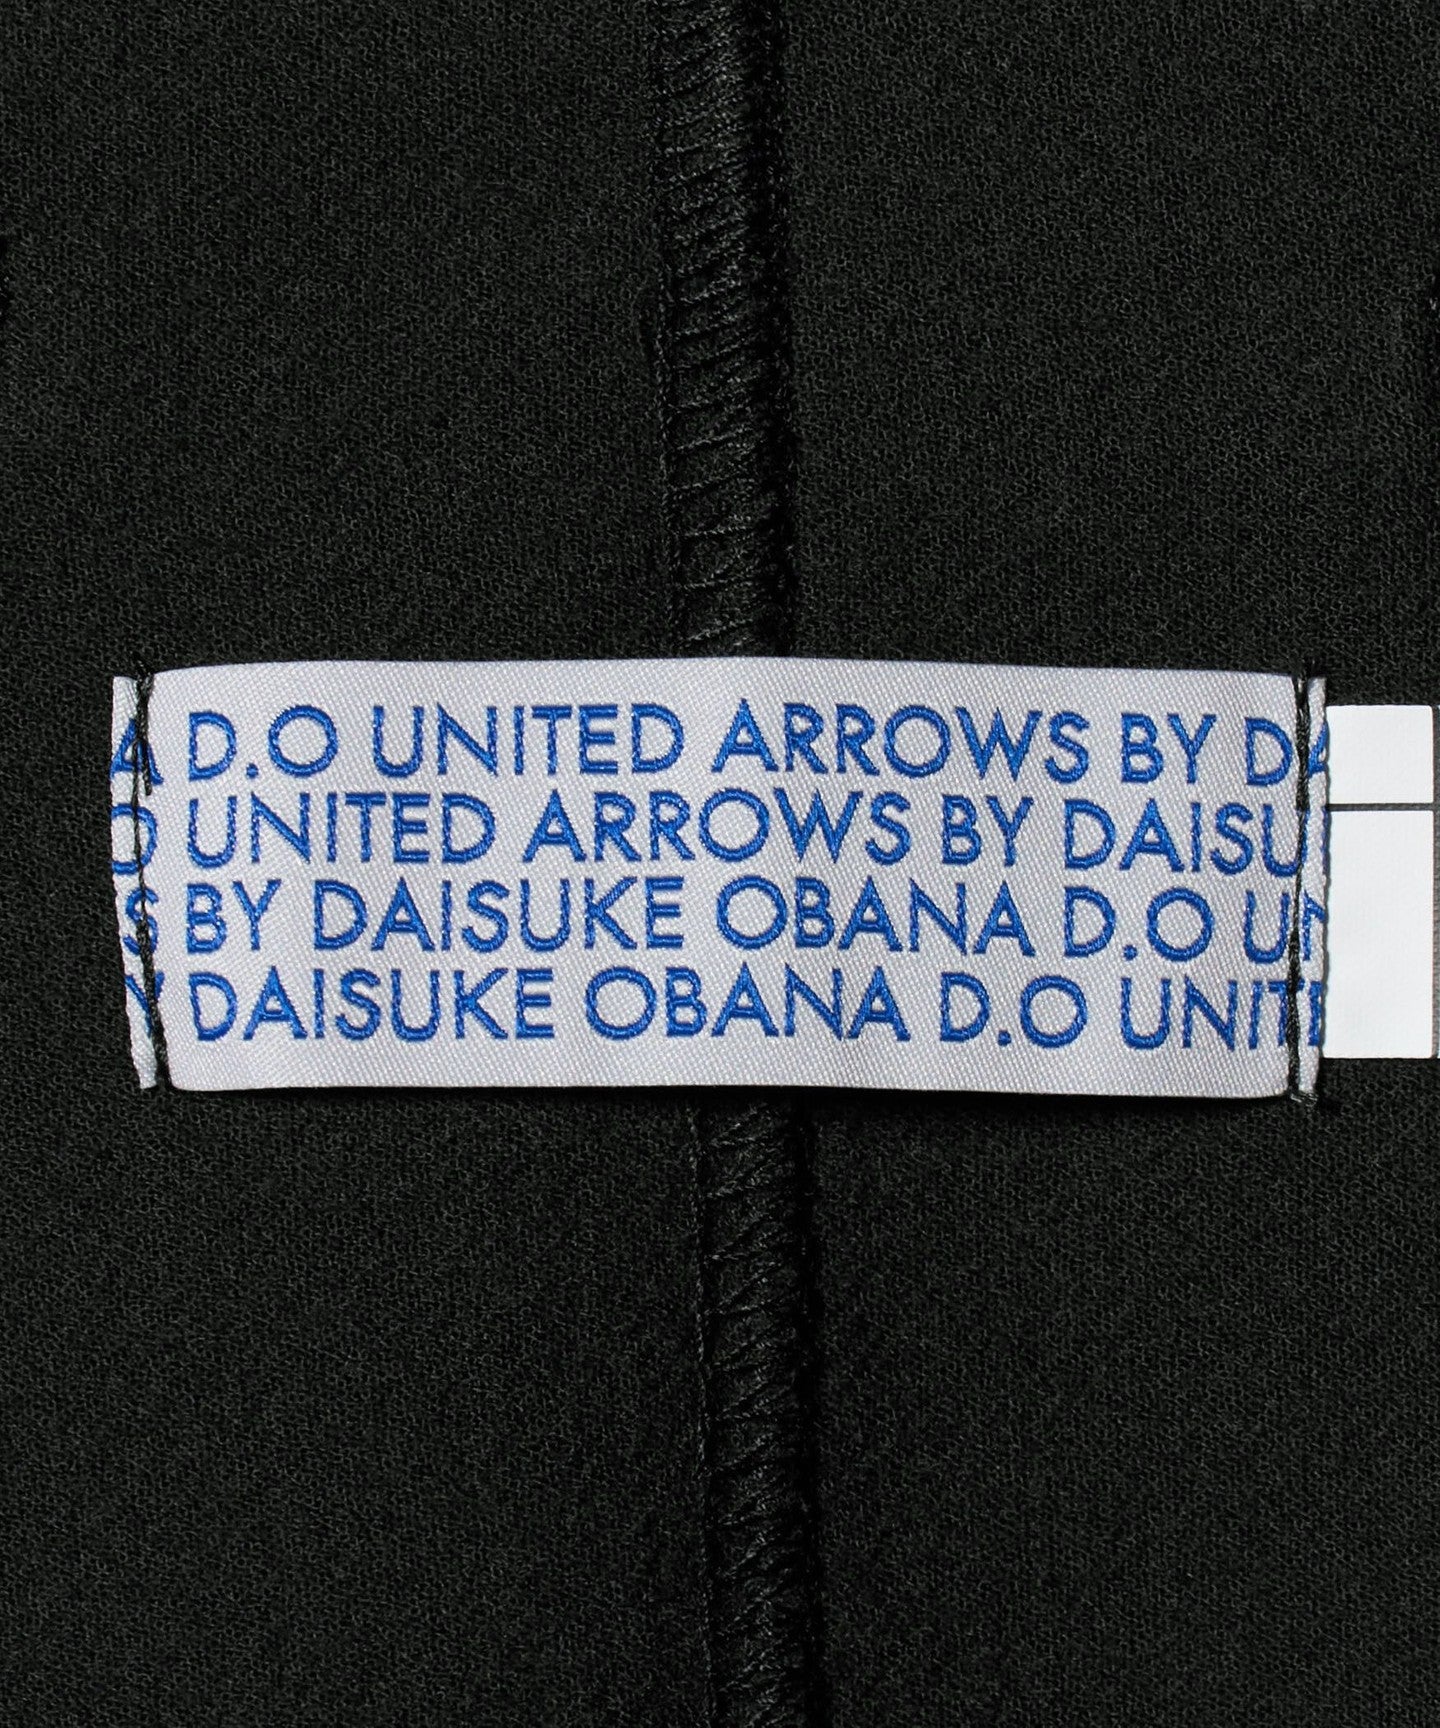 A D.O UNITED ARROWS BY DA
O UNITED ARROWS BY DAISU
S BY DAISUKE OBANA D.O UN
Y DAISUKE OBANA D.O UNITE